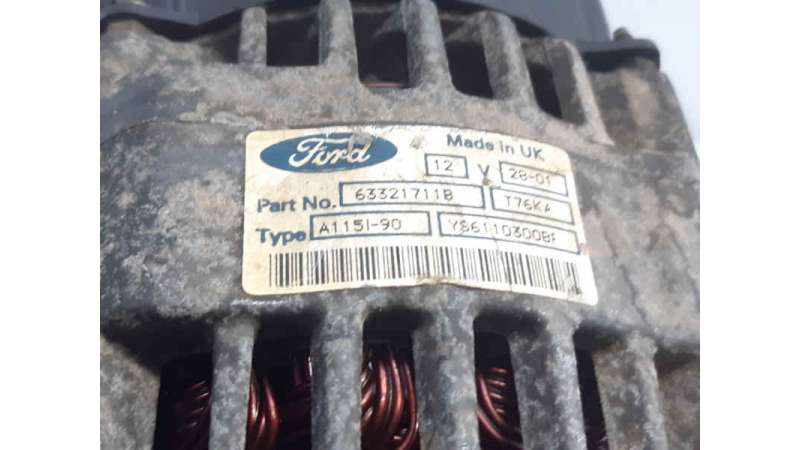 Ford Made in UK
12 V 28-01
Part No. 63321711B T76KA
Type A115I-90 YS6110300BF